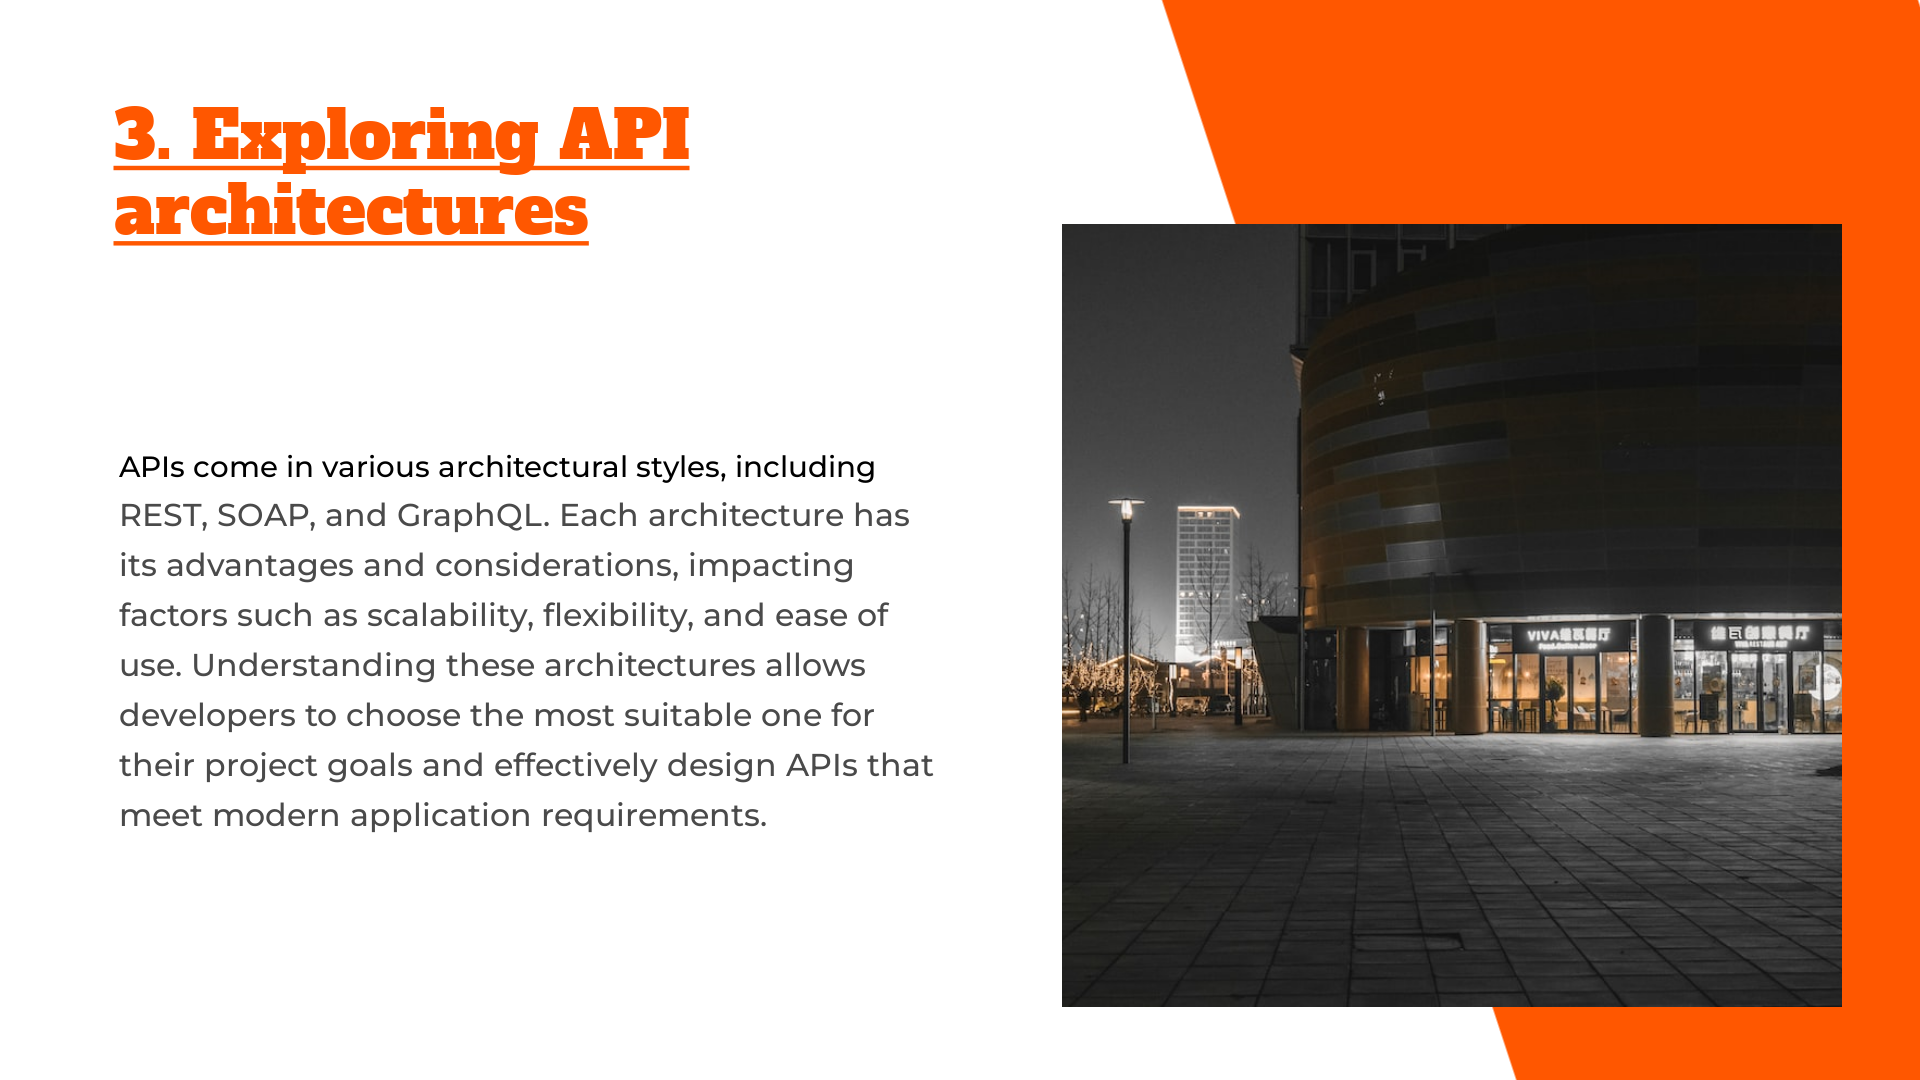 3. Exploring API
architectures
APIs come in various architectural styles, including
REST, SOAP, and GraphQL. Each architecture has
its advantages and considerations, impacting
factors such as scalability, flexibility, and ease of
use. Understanding these architectures allows
developers to choose the most suitable one for
their project goals and effectively design APIs that
meet modern application requirements.
VIVA